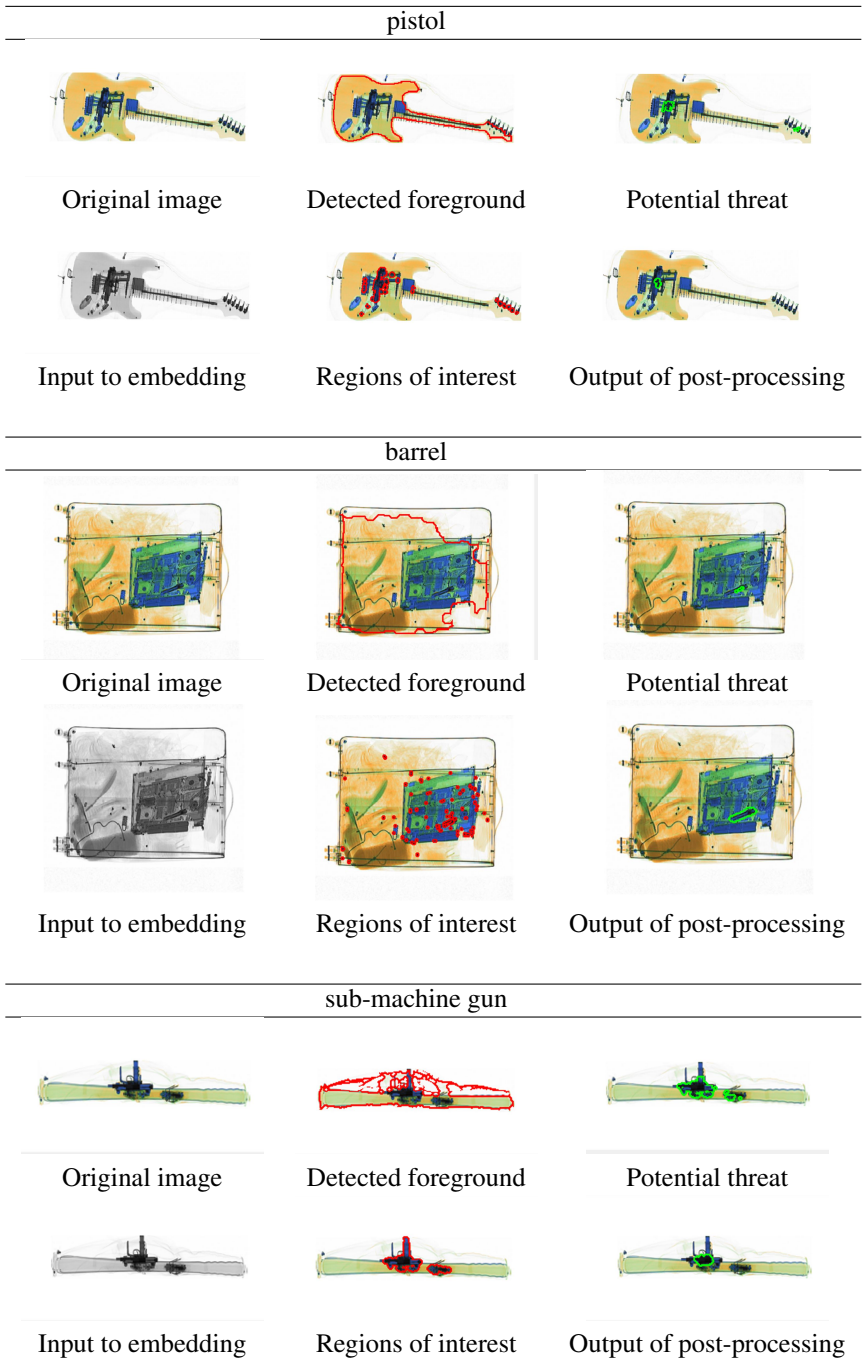 pistol
Original image Detected foreground Potential threat
Input to embedding Regions of interest Output of post-processing
barrel
Original image Detected foreground Potential threat
Input to embedding Regions of interest Output of post-processing
sub-machine gun
Original image Detected foreground Potential threat
Input to embedding Regions of interest Output of post-processing